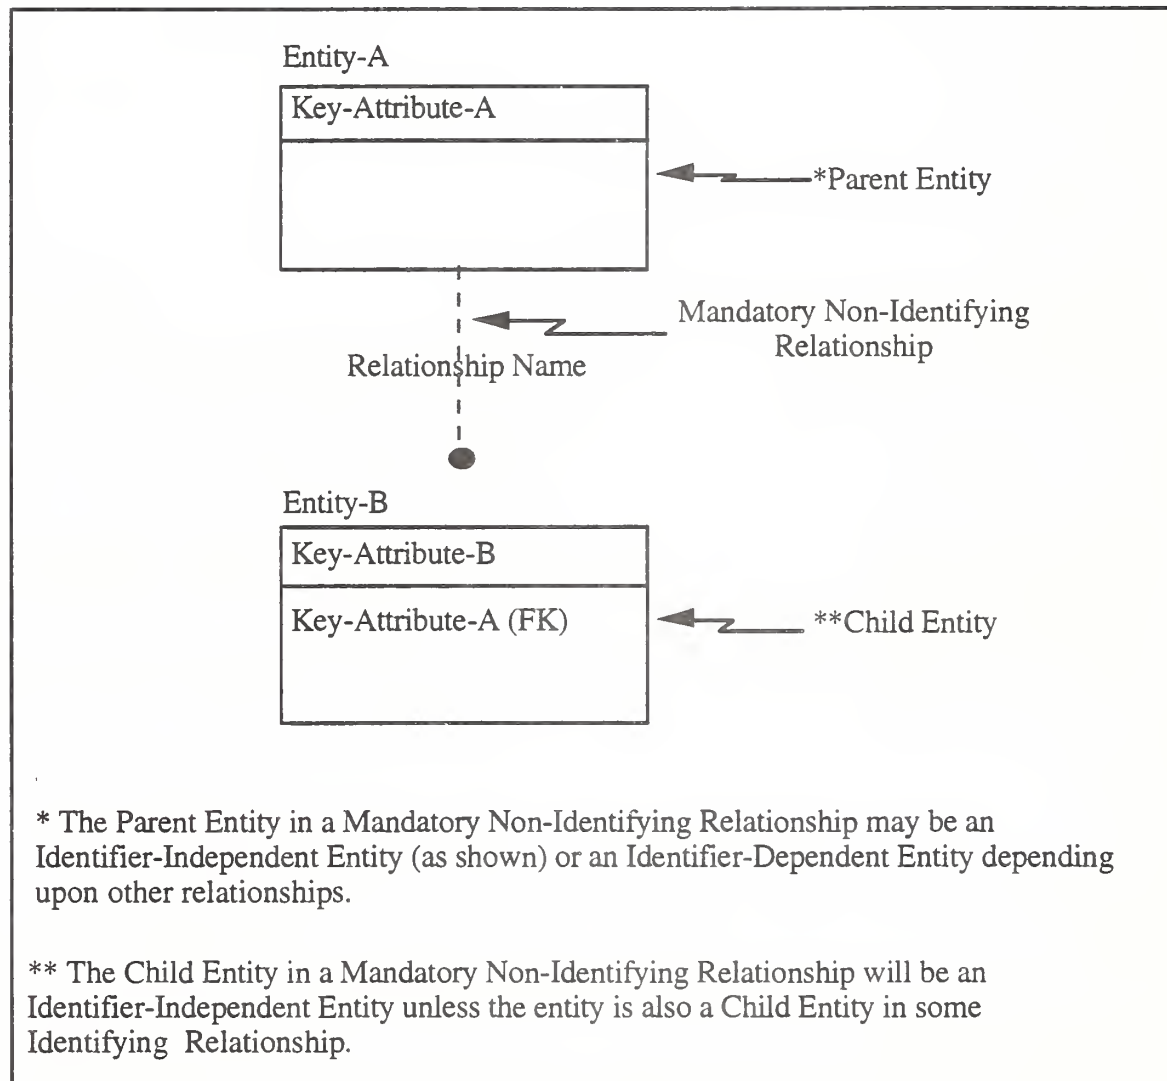 Entity-A
Key-Attribute-A
*Parent Entity
Mandatory Non-Identifying
Relationship
Relationship Name
Entity-B
Key-Attribute-B
Key-Attribute-A (FK)
**Child Entity
* The Parent Entity in a Mandatory Non-Identifying Relationship may be an
Identifier-Independent Entity (as shown) or an Identifier-Dependent Entity depending
upon other relationships.
** The Child Entity in a Mandatory Non-Identifying Relationship will be an
Identifier-Independent Entity unless the entity is also a Child Entity in some
Identifying Relationship.